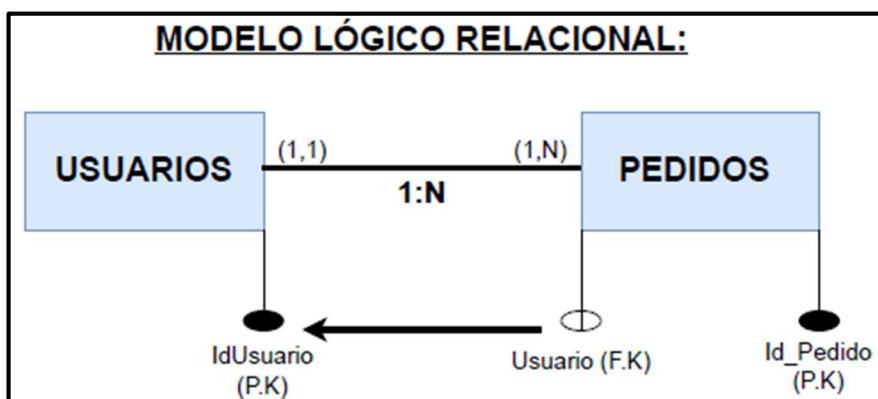 MODELO LÓGICO RELACIONAL:
USUARIOS
(1,1)
(1,N)
PEDIDOS
1:N
IdUsuario
(P.K)
Usuario (F.K)
Id_Pedido
(P.K)